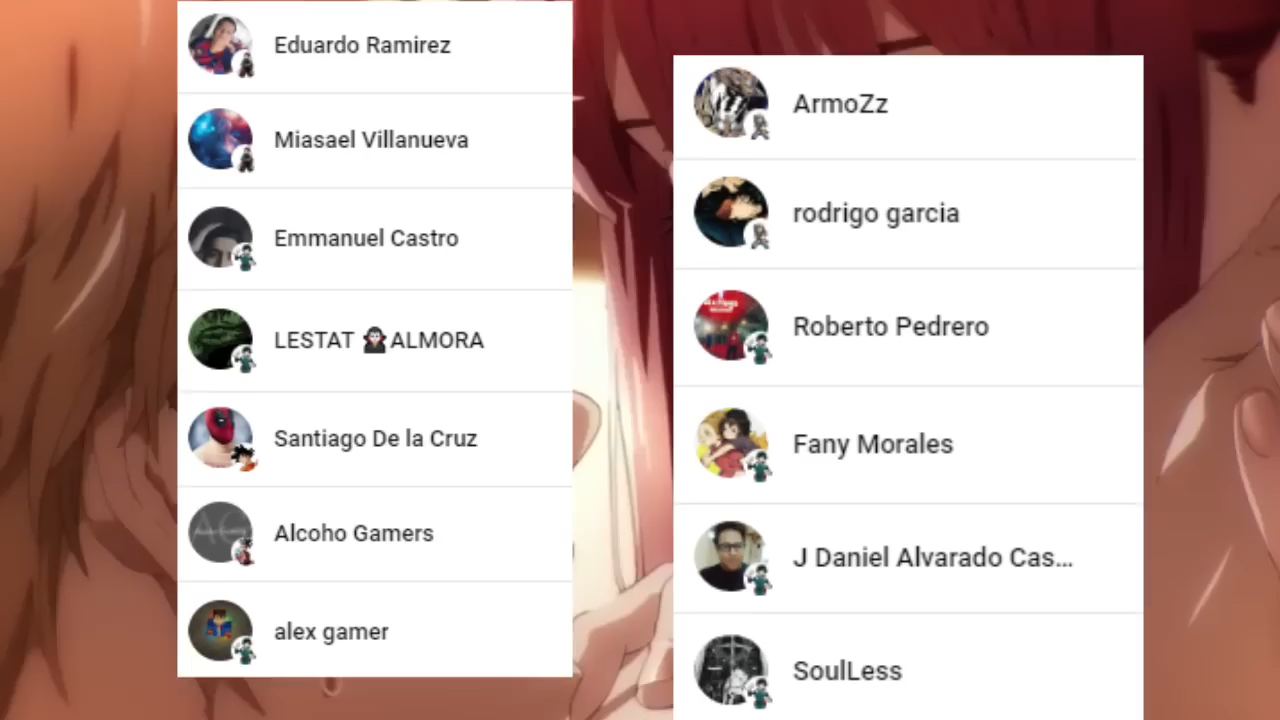 Eduardo Ramirez
Miasael Villanueva
Emmanuel Castro
LESTAT 🧛ALMORA
Santiago De la Cruz
Alcoho Gamers
alex gamer
ArmoZz
rodrigo garcia
Roberto Pedrero
Fany Morales
J Daniel Alvarado Cas...
SoulLess